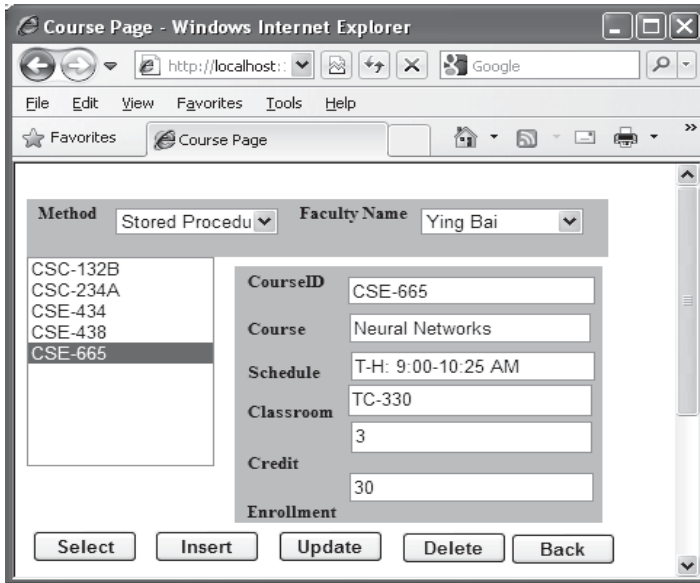 Course Page - Windows Internet Explorer
http://localhost::
Google
File Edit View Favorites Tools Help
Favorites
Course Page
»
Method Stored Procedu Faculty Name Ying Bai
CSC-132B
CSC-234A
CSE-434
CSE-438
CSE-665
CourseID CSE-665
Course Neural Networks
Schedule T-H: 9:00-10:25 AM
Classroom TC-330
Credit 3
Enrollment 30
Select Insert Update Delete Back